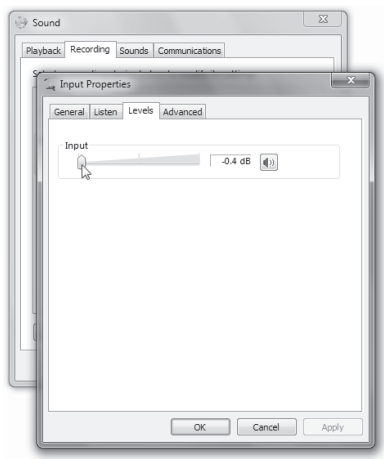 Sound
Playback Recording Sounds Communications
Input Properties
General Listen Levels Advanced
Input
-0.4 dB
OK Cancel Apply